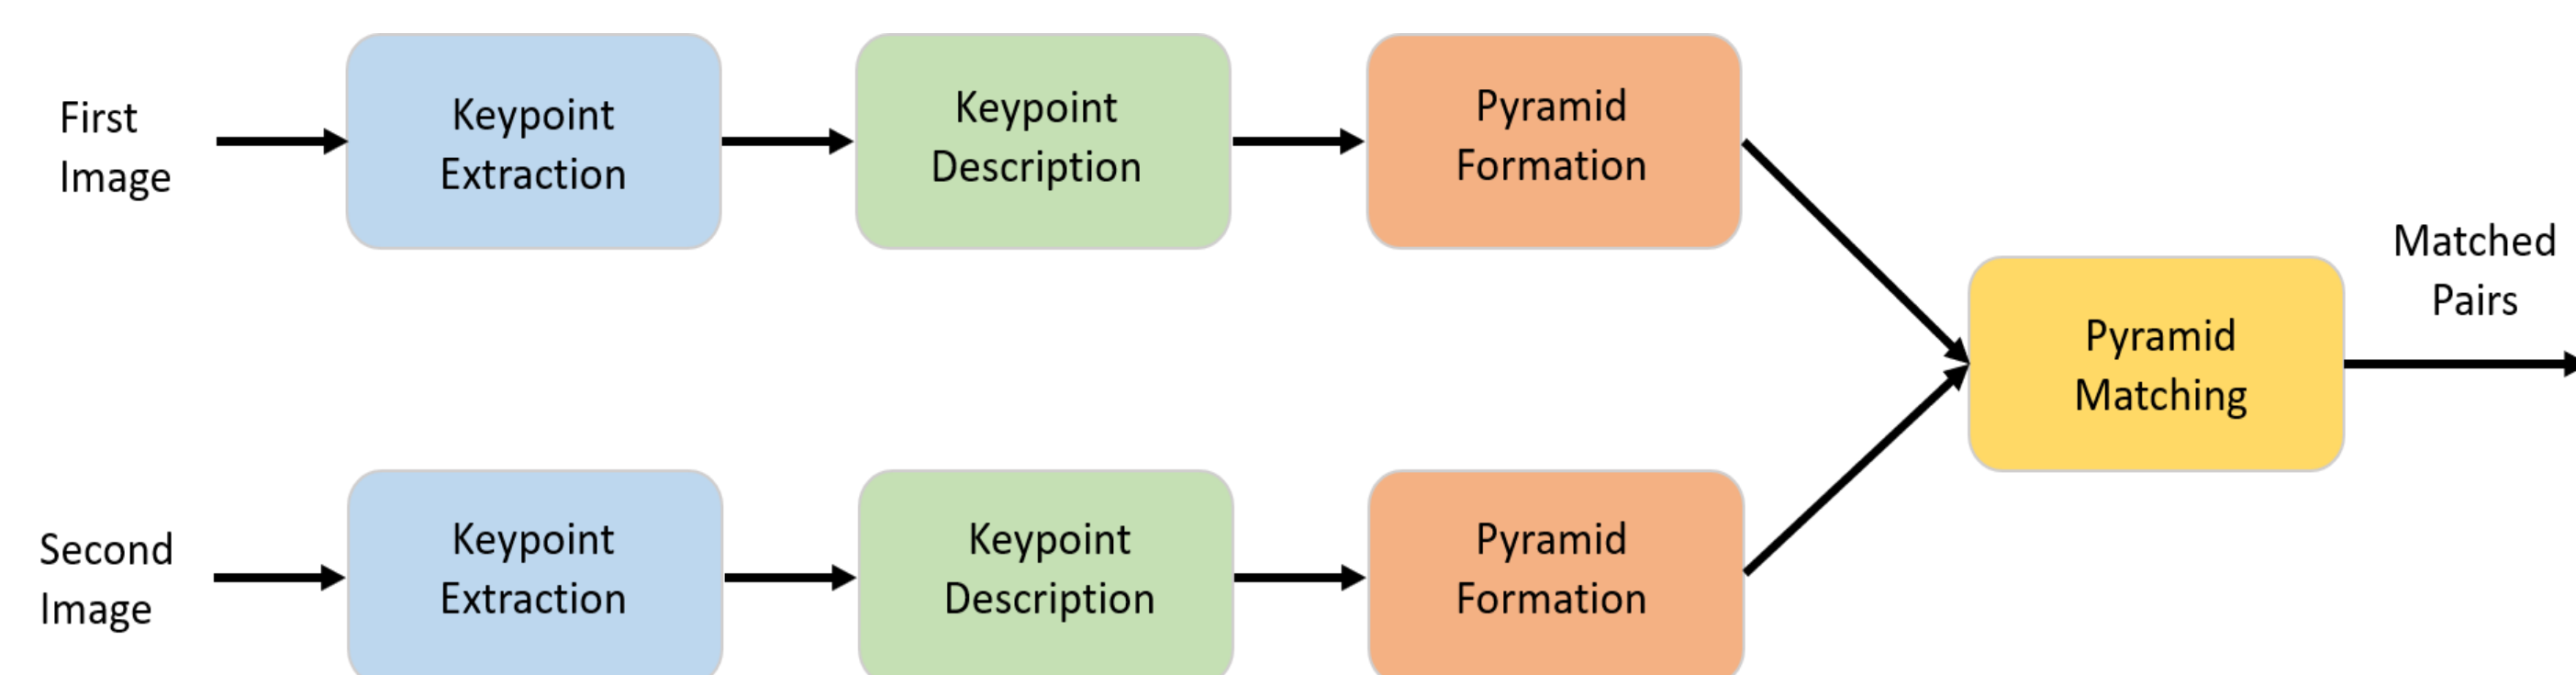 First
Image
Keypoint
Extraction
Keypoint
Description
Pyramid
Formation
Matched
Pairs
Pyramid
Matching
Second
Image
Keypoint
Extraction
Keypoint
Description
Pyramid
Formation